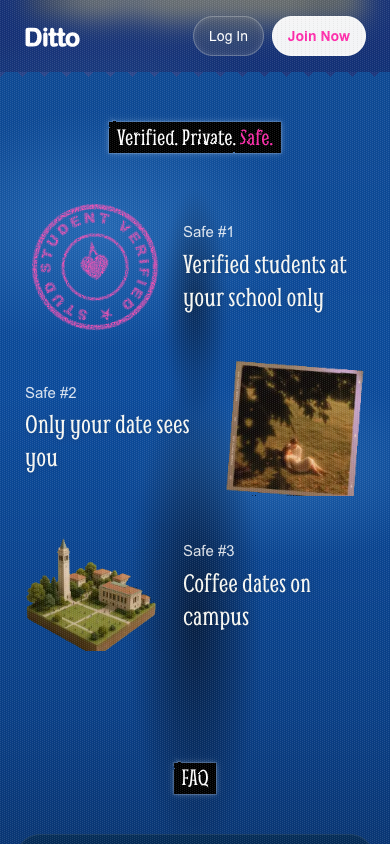 Ditto
Log In
Join Now
Verified. Private. Safe.
STUDENT VERIFIED ★ STUD
Safe #1
Verified students at
your school only
Safe #2
Only your date sees
you
Safe #3
Coffee dates on
campus
FAQ